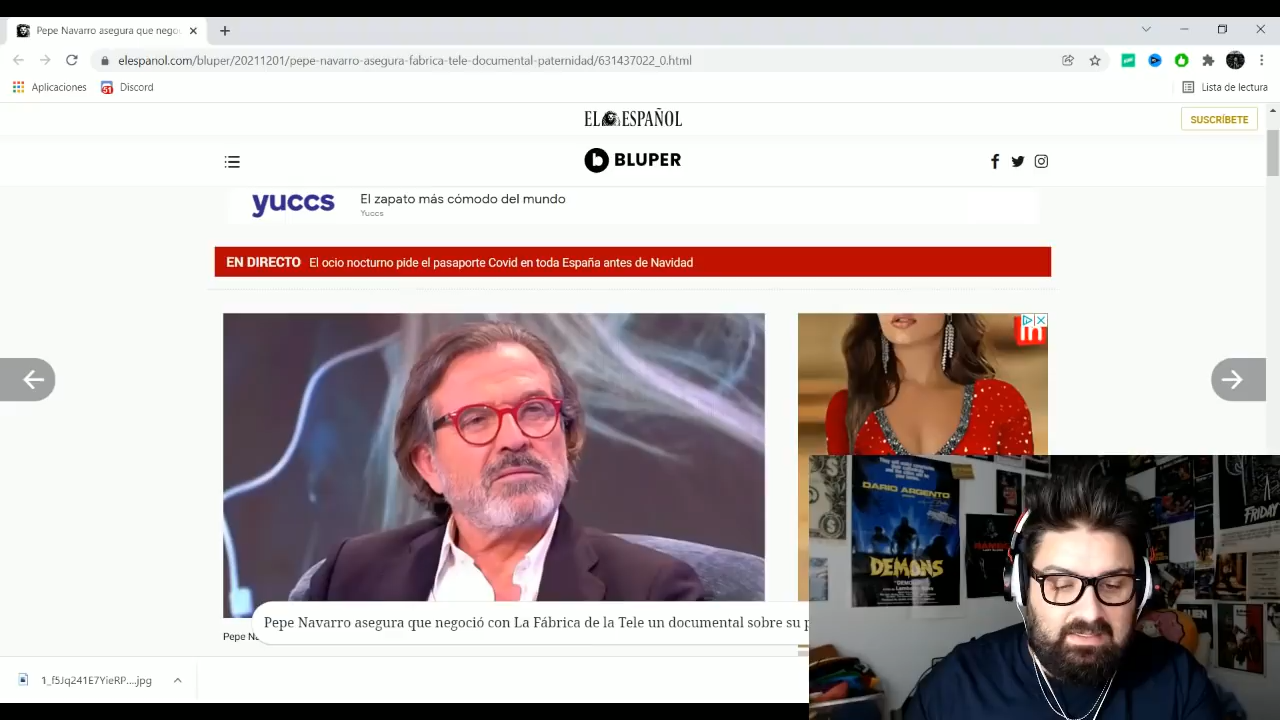 Pepe Navarro asegura que nego
elespanol.com/bluper/20211201/pepe-navarro-asegura-fabrica-tele-documental-paternidad/631437022_0.html
Aplicaciones
Discord
Lista de lectura
EL ESPAÑOL
SUSCRÍBETE
BLUPER
yuccs
El zapato más cómodo del mundo
Yuccs
EN DIRECTO El ocio nocturno pide el pasaporte Covid en toda España antes de Navidad
DARIO ARGENTO
DEMONS
FRIDAY
Pepe Navarro asegura que negoció con La Fábrica de la Tele un documental sobre su p
Pepe
1_f5Jq241E7YieRP....jpg